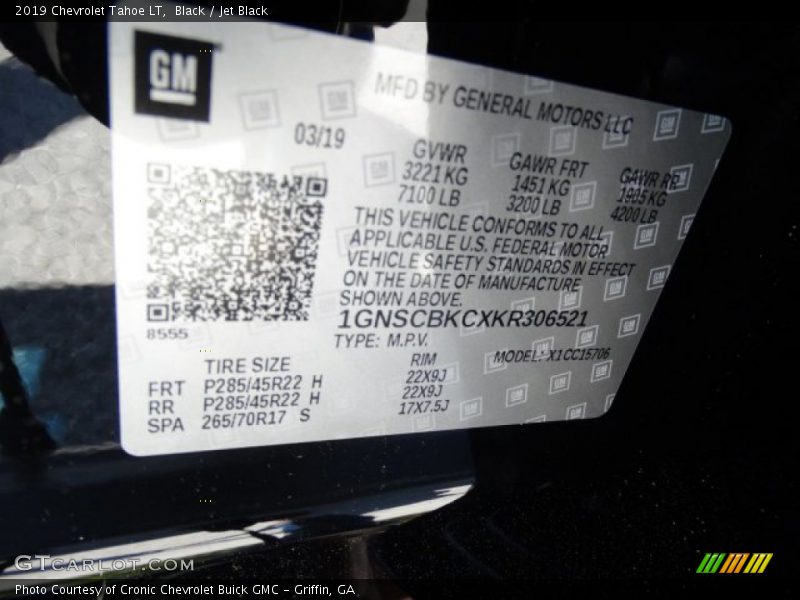 2019 Chevrolet Tahoe LT, Black / Jet Black
GM
MFD BY GENERAL MOTORS LLC
03/19
GVWR GAWR FRT GAWR RR
3221 KG 1451 KG 1905 KG
7100 LB 3200 LB 4200 LB
THIS VEHICLE CONFORMS TO ALL
APPLICABLE U.S. FEDERAL MOTOR
VEHICLE SAFETY STANDARDS IN EFFECT
ON THE DATE OF MANUFACTURE
SHOWN ABOVE.
1GNSCBKCXKR306521
8555
TYPE: M.P.V. MODEL: X1CC15706
TIRE SIZE RIM
FRT P285/45R22 H 22X9J
RR P285/45R22 H 22X9J
SPA 265/70R17 S 17X7.5J
GTCARLOT.COM
Photo Courtesy of Cronic Chevrolet Buick GMC – Griffin, GA